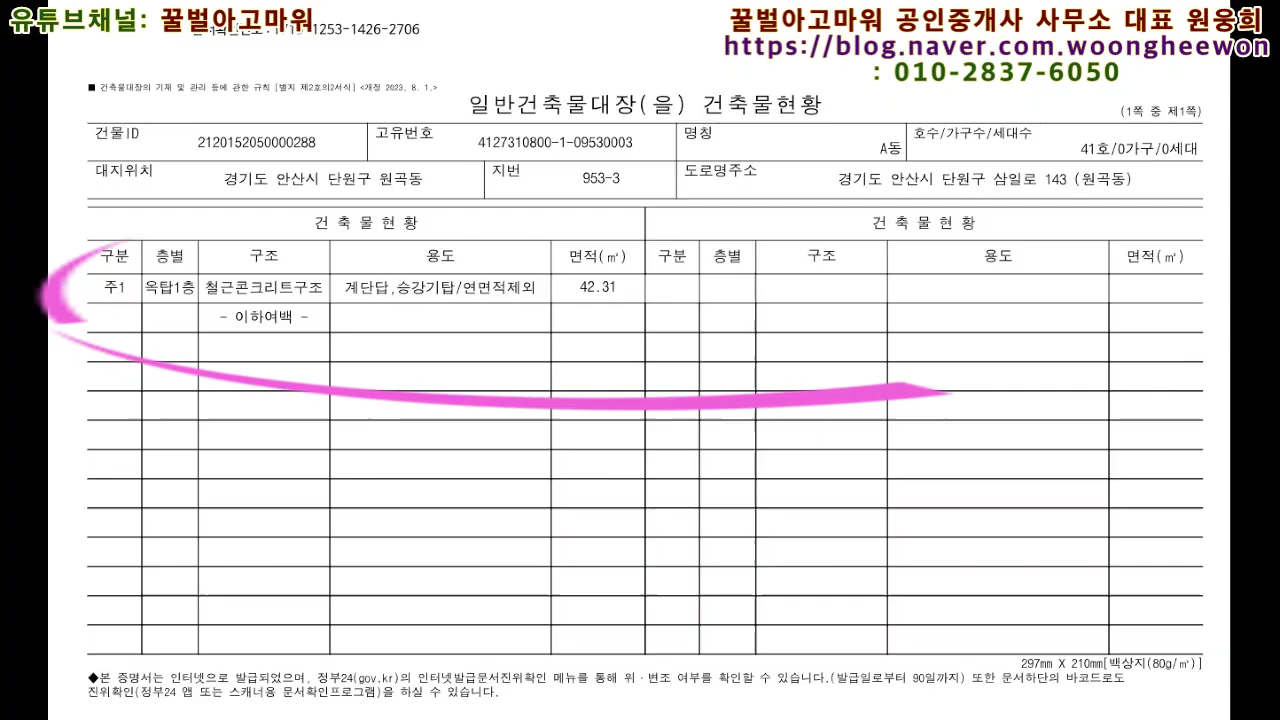 유튜브채널: 꿀벌아고마워
꿀벌아고마워 공인중개사 사무소 대표 원웅희
https://blog.naver.com.woongheewon
: 010-2837-6050
-1253-1426-2706
■ 건축물대장의 기재 및 관리 등에 관한 규칙 [별지 제2호의2서식] <개정 2023. 8. 1.>
일반건축물대장(을) 건축물현황
(1쪽 중 제1쪽)
건물ID 2120152050000288 고유번호 4127310800-1-09530003 명칭 A동 호수/가구수/세대수 41호/0가구/0세대
대지위치 경기도 안산시 단원구 원곡동 지번 953-3 도로명주소 경기도 안산시 단원구 삼일로 143 (원곡동)
건 축 물 현 황 건 축 물 현 황
구분 층별 구조 용도 면적(㎡) 구분 층별 구조 용도 면적(㎡)
주1 옥탑1층 철근콘크리트구조 계단탑,승강기탑/연면적제외 42.31
- 이하여백 -
297mm X 210mm[백상지(80g/㎡)]
◆본 증명서는 인터넷으로 발급되었으며, 정부24(gov.kr)의 인터넷발급문서진위확인 메뉴를 통해 위·변조 여부를 확인할 수 있습니다.(발급일로부터 90일까지) 또한 문서하단의 바코드로도
진위확인(정부24 앱 또는 스캐너용 문서확인프로그램)을 하실 수 있습니다.